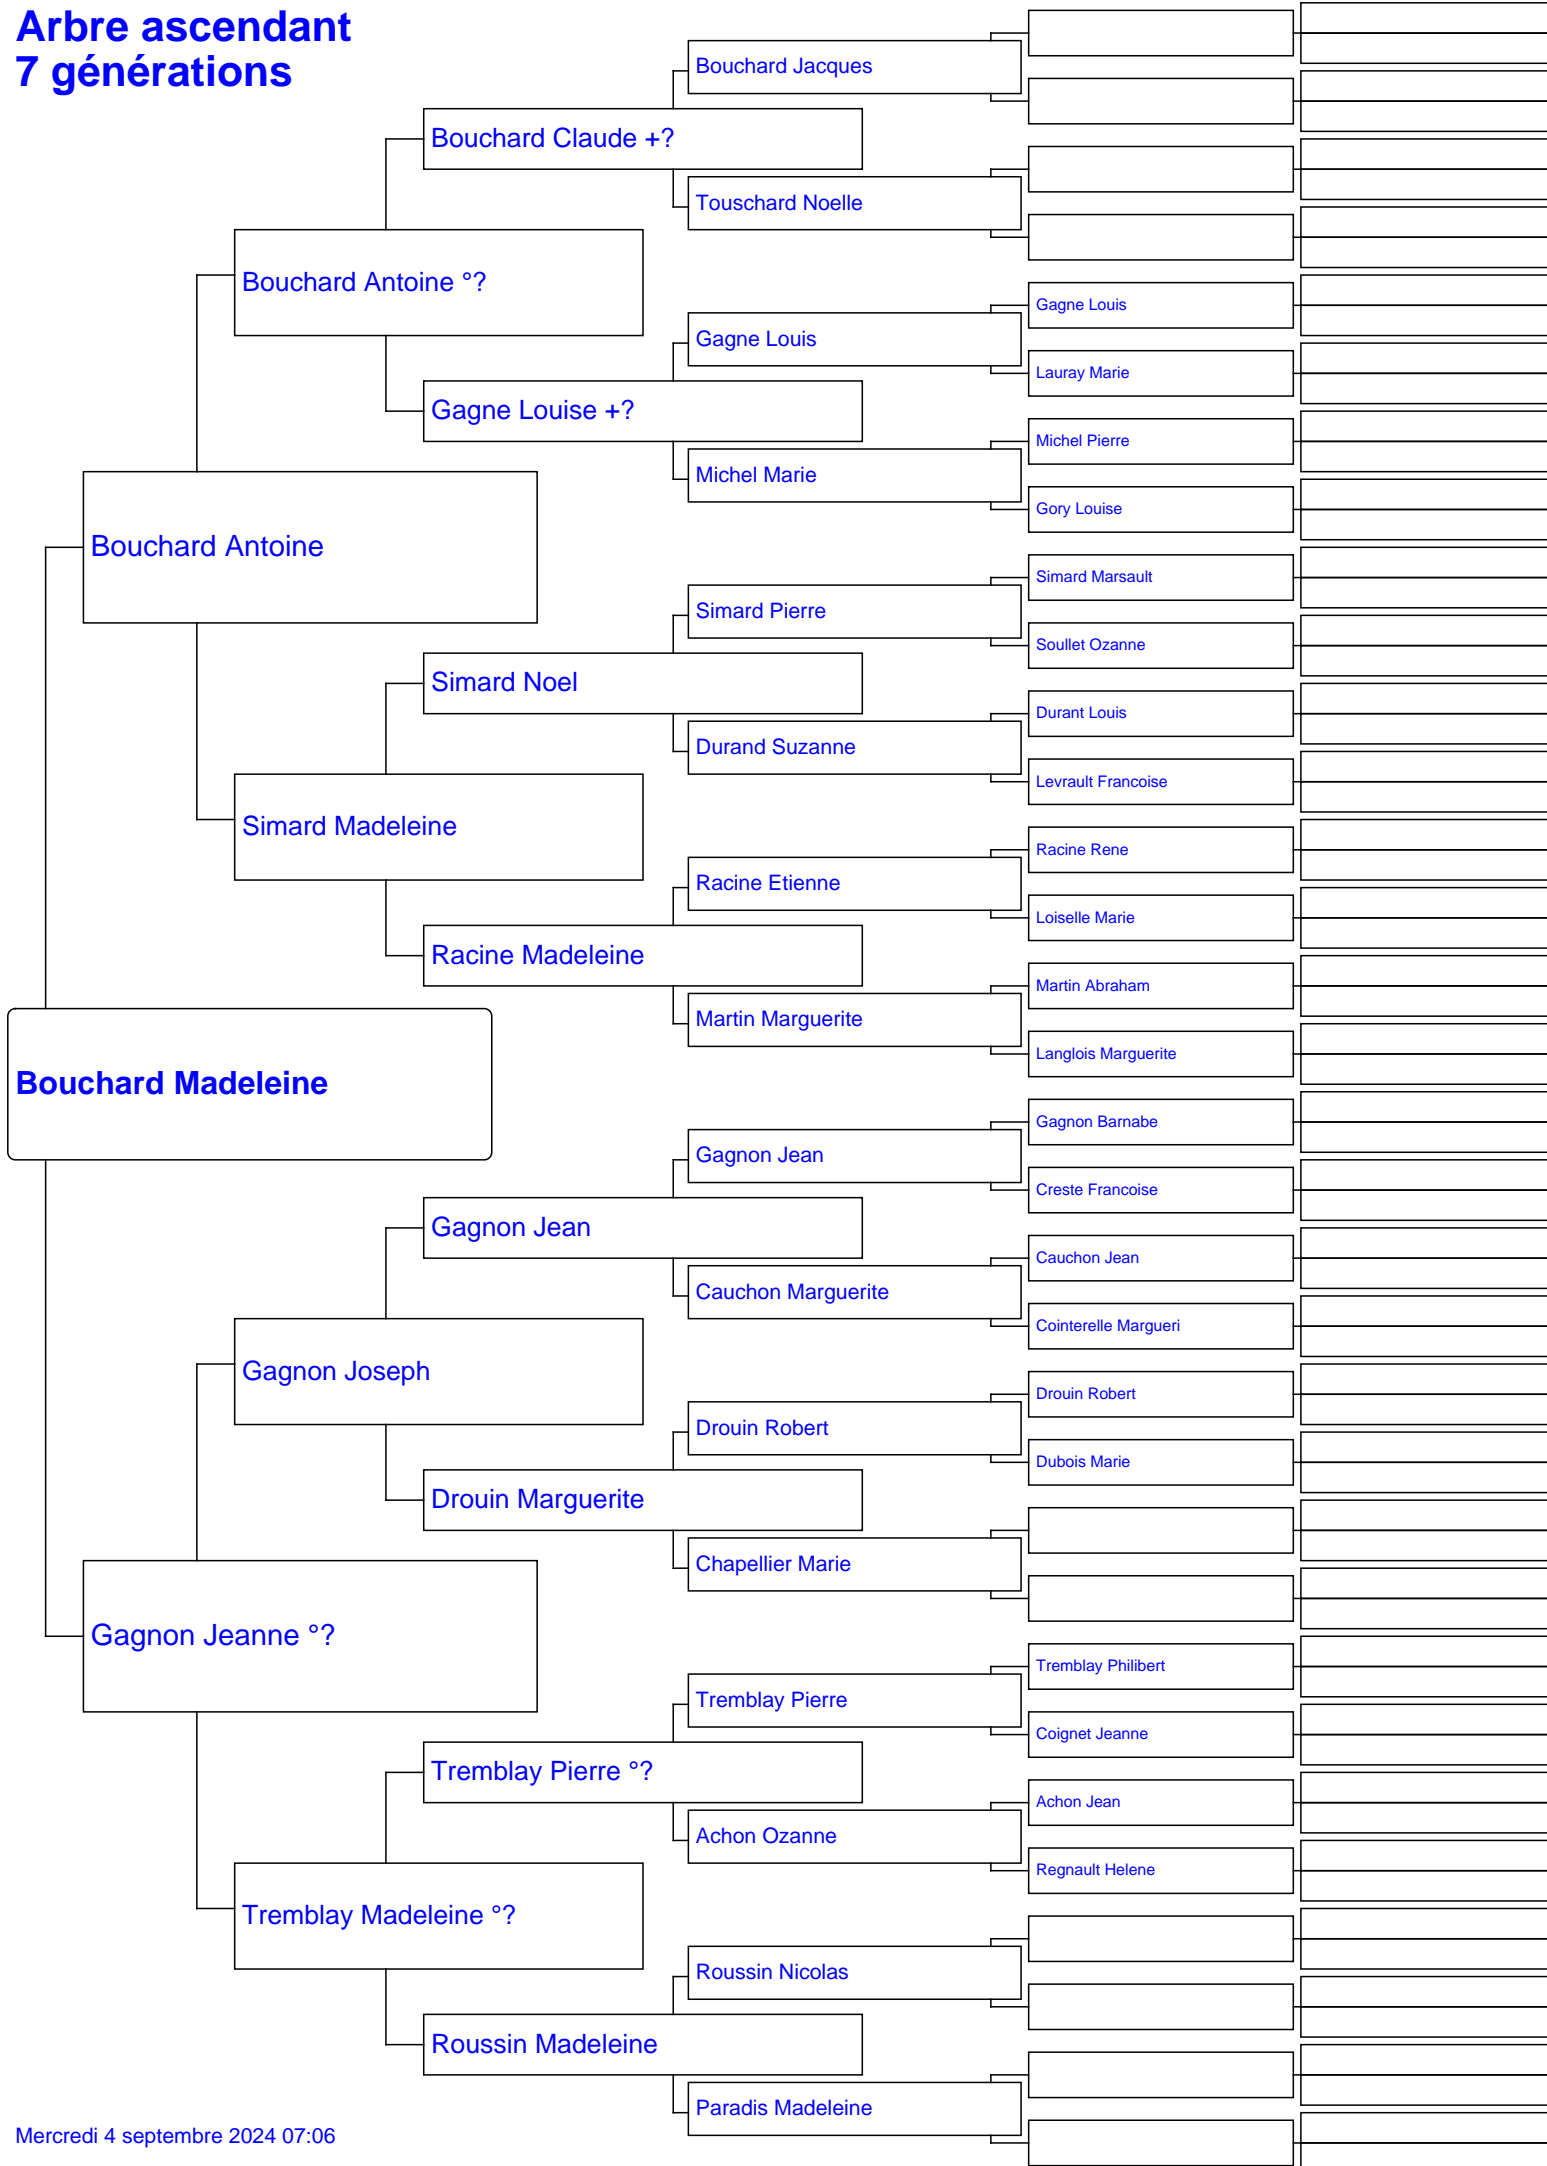 Arbre ascendant
7 générations
Bouchard Jacques
Bouchard Claude +?
Touschard Noelle
Bouchard Antoine °?
Gagne Louis
Gagne Louis
Lauray Marie
Gagne Louise +?
Michel Pierre
Michel Marie
Gory Louise
Bouchard Antoine
Simard Marsault
Simard Pierre
Soullet Ozanne
Simard Noel
Durant Louis
Durand Suzanne
Levrault Francoise
Simard Madeleine
Racine Rene
Racine Etienne
Loiselle Marie
Racine Madeleine
Martin Abraham
Martin Marguerite
Langlois Marguerite
Bouchard Madeleine
Gagnon Barnabe
Gagnon Jean
Creste Francoise
Gagnon Jean
Cauchon Jean
Cauchon Marguerite
Cointerelle Margueri
Gagnon Joseph
Drouin Robert
Drouin Robert
Dubois Marie
Drouin Marguerite
Chapellier Marie
Gagnon Jeanne °?
Tremblay Philibert
Tremblay Pierre
Coignet Jeanne
Tremblay Pierre °?
Achon Jean
Achon Ozanne
Regnault Helene
Tremblay Madeleine °?
Roussin Nicolas
Roussin Madeleine
Paradis Madeleine
Mercredi 4 septembre 2024 07:06